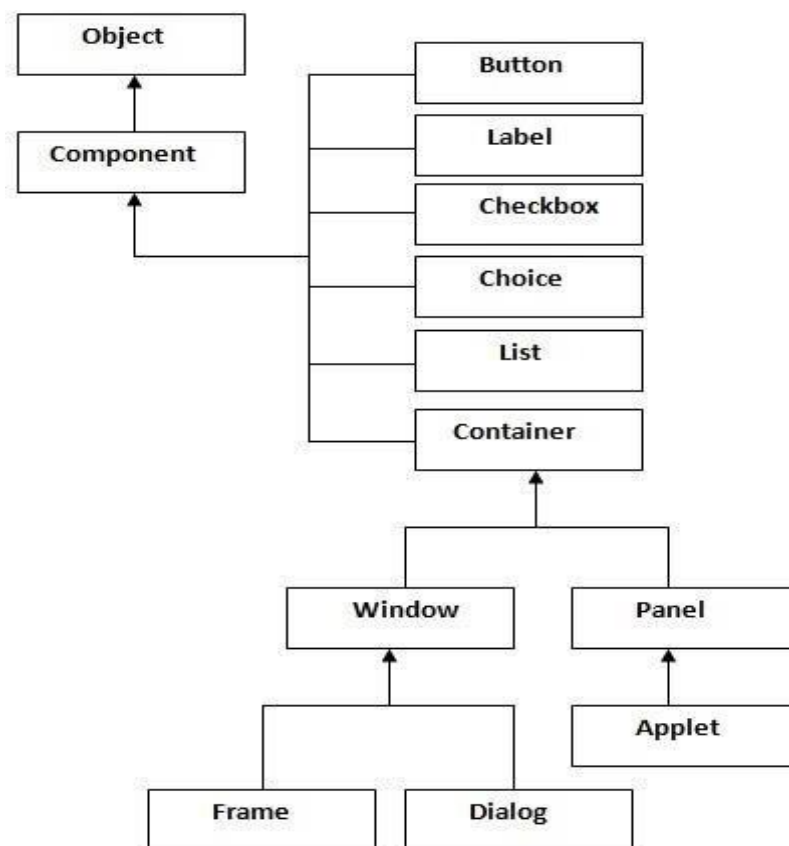 Object
Button
Label
Component
Checkbox
Choice
List
Container
Window
Panel
Applet
Frame
Dialog